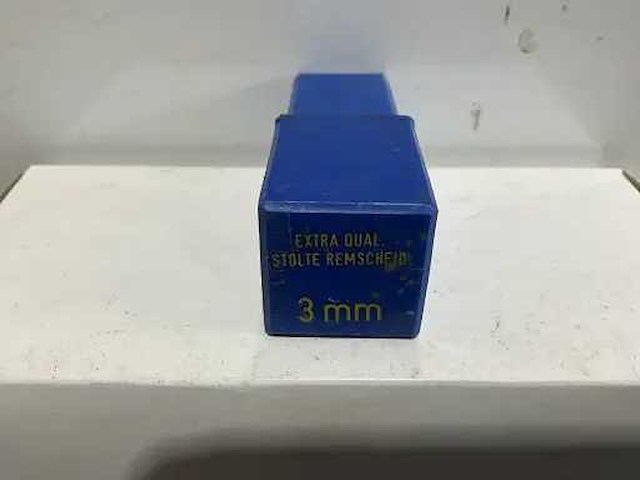 EXTRA QUAL.
STOLTE REMSCHEID
3 mm